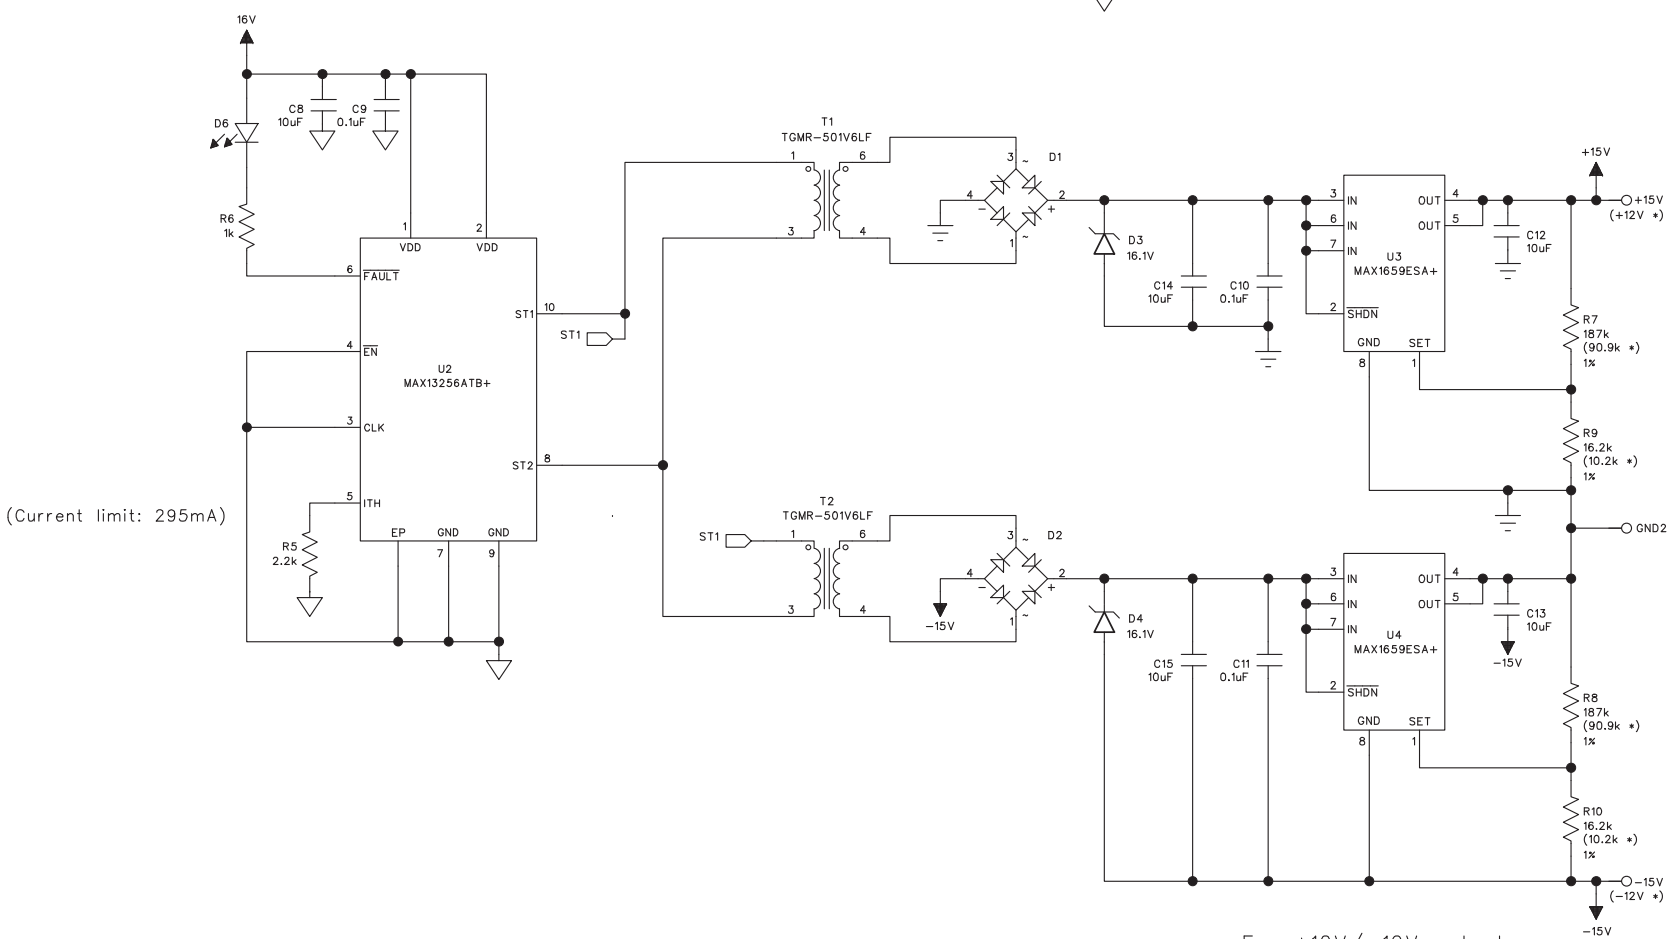 16V
C8
10uF
C9
0.1uF
D6
R6
1k
1
VDD
2
VDD
6
FAULT
4
EN
3
CLK
5
ITH
U2
MAX13256ATB+
ST1
10
ST1
ST2
8
EP
GND
7
GND
9
(Current limit: 295mA)
R5
2.2k
T1
TGMR-501V6LF
1
6
3
4
D1
3
~
4
-
2
+
1
~
D3
16.1V
C14
10uF
C10
0.1uF
3
IN
6
IN
7
IN
2
SHDN
U3
MAX1659ESA+
OUT
4
OUT
5
GND
8
SET
1
C12
10uF
+15V
+15V
(+12V *)
R7
187k
(90.9k *)
1%
R9
16.2k
(10.2k *)
1%
GND2
T2
TGMR-501V6LF
ST1
1
6
3
4
D2
3
~
4
-
2
+
1
~
-15V
D4
16.1V
C15
10uF
C11
0.1uF
3
IN
6
IN
7
IN
2
SHDN
U4
MAX1659ESA+
OUT
4
OUT
5
GND
8
SET
1
C13
10uF
-15V
R8
187k
(90.9k *)
1%
R10
16.2k
(10.2k *)
1%
-15V
(-12V *)
-15V